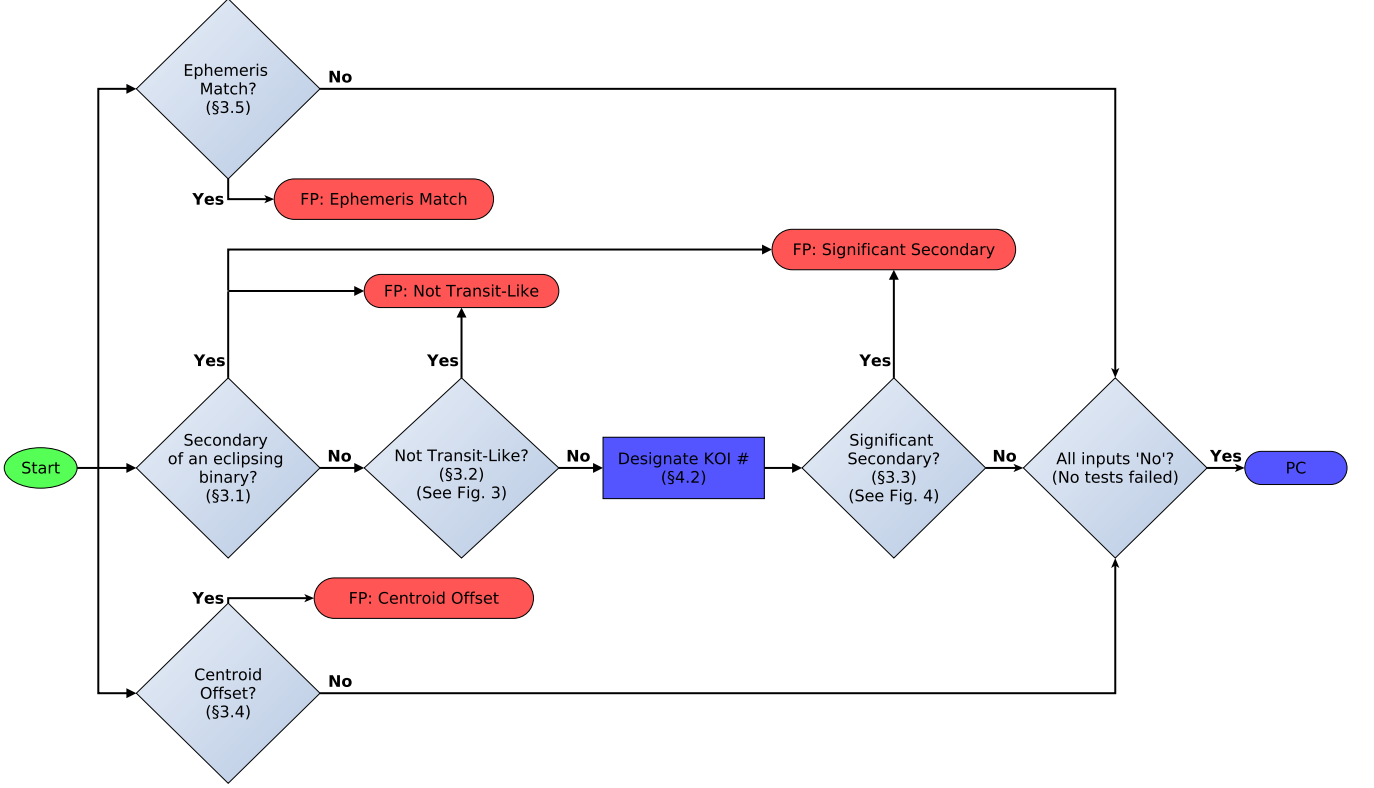 Ephemeris
Match?
(§3.5)
No
Yes
FP: Ephemeris Match
FP: Significant Secondary
FP: Not Transit-Like
Yes
Yes
Yes
Start
Secondary
of an eclipsing
binary?
(§3.1)
No
Not Transit-Like?
(§3.2)
(See Fig. 3)
No
Designate KOI #
(§4.2)
Significant
Secondary?
(§3.3)
(See Fig. 4)
No
All inputs 'No'?
(No tests failed)
Yes
PC
Yes
FP: Centroid Offset
Centroid
Offset?
(§3.4)
No